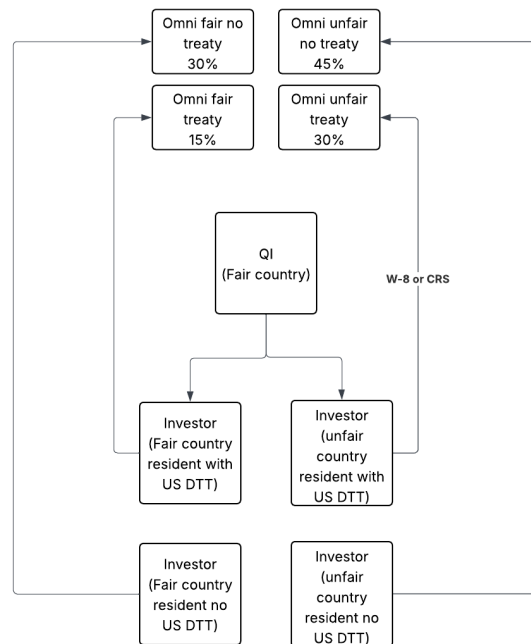 Omni fair no
treaty
30%
Omni unfair
no treaty
45%
Omni fair
treaty
15%
Omni unfair
treaty
30%
QI
(Fair country)
W-8 or CRS
Investor
(Fair country
resident with
US DTT)
Investor
(unfair
country
resident with
US DTT)
Investor
(Fair country
resident no
US DTT)
Investor
(unfair
country
resident no
US DTT)